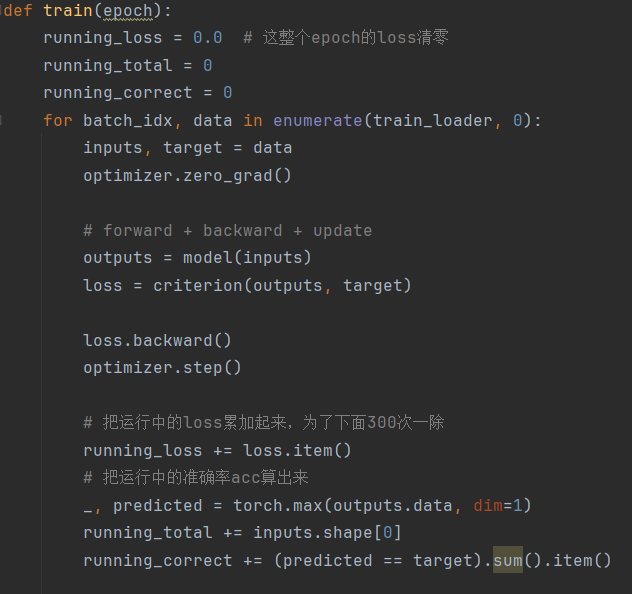 def train(epoch):
    running_loss = 0.0  # 这整个epoch的loss清零
    running_total = 0
    running_correct = 0
    for batch_idx, data in enumerate(train_loader, 0):
        inputs, target = data
        optimizer.zero_grad()

        # forward + backward + update
        outputs = model(inputs)
        loss = criterion(outputs, target)

        loss.backward()
        optimizer.step()

        # 把运行中的loss累加起来，为了下面300次一除
        running_loss += loss.item()
        # 把运行中的准确率acc算出来
        _, predicted = torch.max(outputs.data, dim=1)
        running_total += inputs.shape[0]
        running_correct += (predicted == target).sum().item()